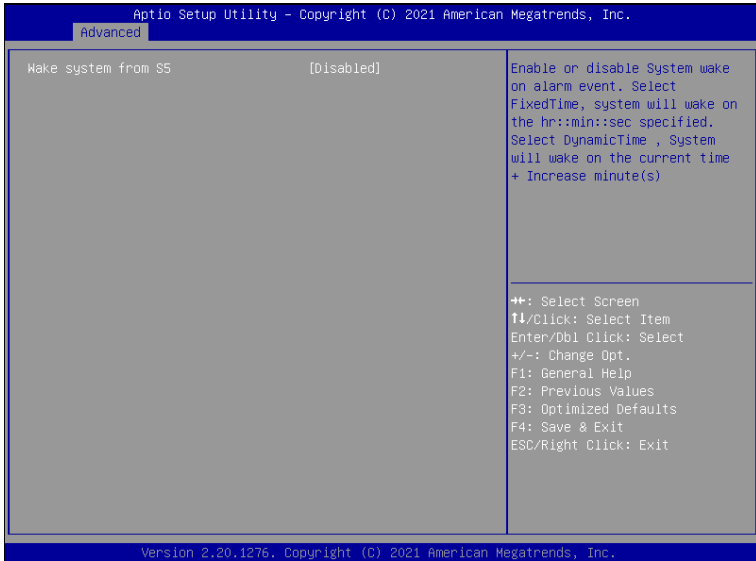 Aptio Setup Utility – Copyright (C) 2021 American Megatrends, Inc.
Advanced
Wake system from S5 [Disabled]
Enable or disable System wake
on alarm event. Select
FixedTime, system will wake on
the hr::min::sec specified.
Select DynamicTime , System
will wake on the current time
+ Increase minute(s)
→←: Select Screen
↑↓/Click: Select Item
Enter/Dbl Click: Select
+/-: Change Opt.
F1: General Help
F2: Previous Values
F3: Optimized Defaults
F4: Save & Exit
ESC/Right Click: Exit
Version 2.20.1276. Copyright (C) 2021 American Megatrends, Inc.